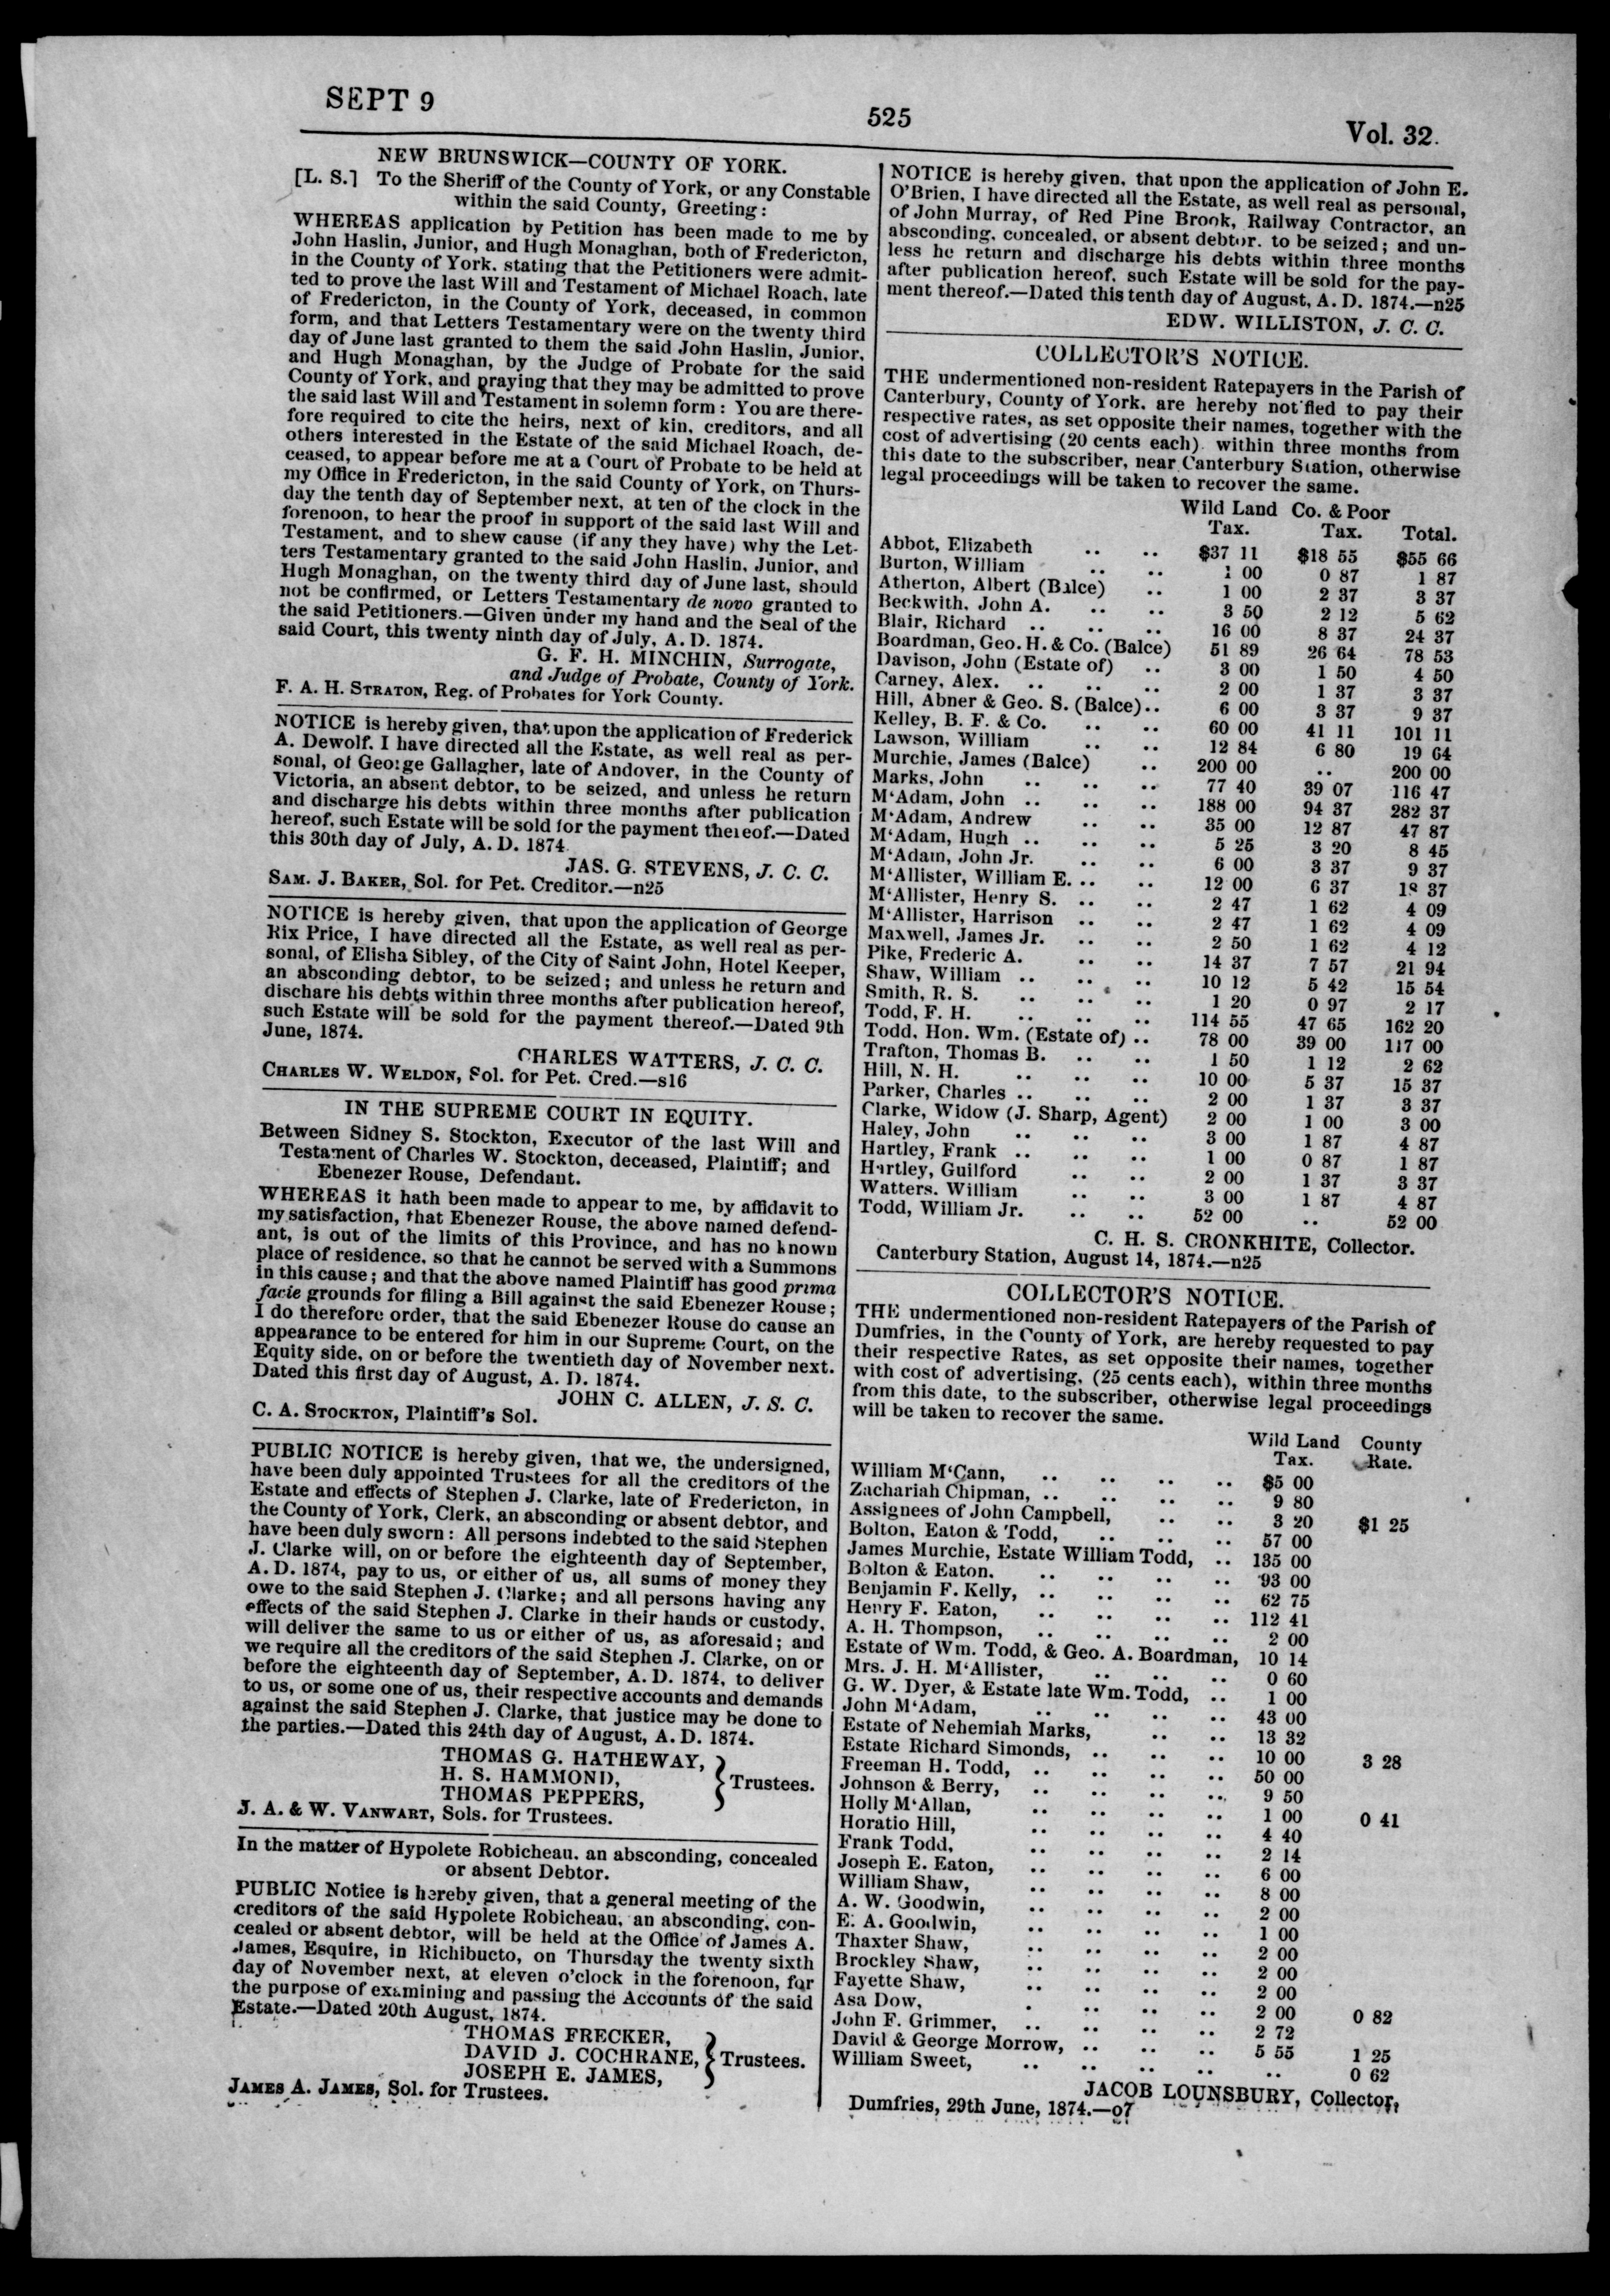 SEPT 9
525
Vol. 32.
NEW BRUNSWICK—COUNTY OF YORK.
[L. S.] To the Sheriff of the County of York, or any Constable
within the said County, Greeting:
WHEREAS application by Petition has been made to me by
John Haslin, Junior, and Hugh Monaghan, both of Fredericton,
in the County of York, stating that the Petitioners were admit-
ted to prove the last Will and Testament of Michael Roach, late
of Fredericton, in the County of York, deceased, in common
form, and that Letters Testamentary were on the twenty third
day of June last granted to them the said John Haslin, Junior,
and Hugh Monaghan, by the Judge of Probate for the said
County of York, and praying that they may be admitted to prove
the said last Will and Testament in solemn form: You are there-
fore required to cite the heirs, next of kin, creditors, and all
others interested in the Estate of the said Michael Roach, de-
ceased, to appear before me at a Court of Probate to be held at
my Office in Fredericton, in the said County of York, on Thurs-
day the tenth day of September next, at ten of the clock in the
forenoon, to hear the proof in support of the said last Will and
Testament, and to shew cause (if any they have) why the Let-
ters Testamentary granted to the said John Haslin, Junior, and
Hugh Monaghan, on the twenty third day of June last, should
not be confirmed, or Letters Testamentary de novo granted to
the said Petitioners.—Given under my hand and the Seal of the
said Court, this twenty ninth day of July, A. D. 1874.
G. F. H. MINCHIN, Surrogate,
and Judge of Probate, County of York.
F. A. H. STRATON, Reg. of Probates for York County.
NOTICE is hereby given, that upon the application of Frederick
A. Dewolf, I have directed all the Estate, as well real as per-
sonal, of George Gallagher, late of Andover, in the County of
Victoria, an absent debtor, to be seized, and unless he return
and discharge his debts within three months after publication
hereof, such Estate will be sold for the payment thereof.—Dated
this 30th day of July, A. D. 1874.
JAS. G. STEVENS, J. C. C.
SAM. J. BAKER, Sol. for Pet. Creditor.—n25
NOTICE is hereby given, that upon the application of George
Rix Price, I have directed all the Estate, as well real as per-
sonal, of Elisha Sibley, of the City of Saint John, Hotel Keeper,
an absconding debtor, to be seized; and unless he return and
dischare his debts within three months after publication hereof,
such Estate will be sold for the payment thereof.—Dated 9th
June, 1874.
CHARLES WATTERS, J. C. C.
CHARLES W. WELDON, Sol. for Pet. Cred.—s16
IN THE SUPREME COURT IN EQUITY.
Between Sidney S. Stockton, Executor of the last Will and
Testament of Charles W. Stockton, deceased, Plaintiff; and
Ebenezer Rouse, Defendant.
WHEREAS it hath been made to appear to me, by affidavit to
my satisfaction, that Ebenezer Rouse, the above named defend-
ant, is out of the limits of this Province, and has no known
place of residence, so that he cannot be served with a Summons
in this cause; and that the above named Plaintiff has good prima
facie grounds for filing a Bill against the said Ebenezer Rouse;
I do therefore order, that the said Ebenezer Rouse do cause an
appearance to be entered for him in our Supreme Court, on the
Equity side, on or before the twentieth day of November next.
Dated this first day of August, A. D. 1874.
JOHN C. ALLEN, J. S. C.
C. A. STOCKTON, Plaintiff's Sol.
PUBLIC NOTICE is hereby given, that we, the undersigned,
have been duly appointed Trustees for all the creditors of the
Estate and effects of Stephen J. Clarke, late of Fredericton, in
the County of York, Clerk, an absconding or absent debtor, and
have been duly sworn: All persons indebted to the said Stephen
J. Clarke will, on or before the eighteenth day of September,
A. D. 1874, pay to us, or either of us, all sums of money they
owe to the said Stephen J. Clarke; and all persons having any
effects of the said Stephen J. Clarke in their hands or custody,
will deliver the same to us or either of us, as aforesaid; and
we require all the creditors of the said Stephen J. Clarke, on or
before the eighteenth day of September, A. D. 1874, to deliver
to us, or some one of us, their respective accounts and demands
against the said Stephen J. Clarke, that justice may be done to
the parties.—Dated this 24th day of August, A. D. 1874.
THOMAS G. HATHEWAY,
H. S. HAMMOND,
THOMAS PEPPERS,
Trustees.
J. A. & W. VANWART, Sols. for Trustees.
In the matter of Hypolete Robicheau, an absconding, concealed
or absent Debtor.
PUBLIC Notice is hereby given, that a general meeting of the
creditors of the said Hypolete Robicheau, an absconding, con-
cealed or absent debtor, will be held at the Office of James A.
James, Esquire, in Richibucto, on Thursday the twenty sixth
day of November next, at eleven o'clock in the forenoon, for
the purpose of examining and passing the Accounts of the said
Estate.—Dated 20th August, 1874.
THOMAS FRECKER,
DAVID J. COCHRANE,
JOSEPH E. JAMES,
Trustees.
JAMES A. JAMES, Sol. for Trustees.
NOTICE is hereby given, that upon the application of John E.
O'Brien, I have directed all the Estate, as well real as personal,
of John Murray, of Red Pine Brook, Railway Contractor, an
absconding, concealed, or absent debtor, to be seized; and un-
less he return and discharge his debts within three months
after publication hereof, such Estate will be sold for the pay-
ment thereof.—Dated this tenth day of August, A. D. 1874.—n25
EDW. WILLISTON, J. C. C.
COLLECTOR'S NOTICE.
THE undermentioned non-resident Ratepayers in the Parish of
Canterbury, County of York, are hereby notified to pay their
respective rates, as set opposite their names, together with the
cost of advertising (20 cents each) within three months from
this date to the subscriber, near Canterbury Station, otherwise
legal proceedings will be taken to recover the same.
Wild Land Co. & Poor
Tax. Tax. Total.
Abbot, Elizabeth .. .. $37 11 $18 55 $55 66
Burton, William .. .. 1 00 0 87 1 87
Atherton, Albert (Balce) .. 1 00 2 37 3 37
Beckwith, John A. .. .. 3 50 2 12 5 62
Blair, Richard .. .. .. 16 00 8 37 24 37
Boardman, Geo. H. & Co. (Balce) 51 89 26 64 78 53
Davison, John (Estate of) .. 3 00 1 50 4 50
Carney, Alex. .. .. .. 2 00 1 37 3 37
Hill, Abner & Geo. S. (Balce).. 6 00 3 37 9 37
Kelley, B. F. & Co. .. .. 60 00 41 11 101 11
Lawson, William .. .. 12 84 6 80 19 64
Murchie, James (Balce) .. 200 00 .. 200 00
Marks, John .. .. .. 77 40 39 07 116 47
M'Adam, John .. .. .. 188 00 94 37 282 37
M'Adam, Andrew .. .. 35 00 12 87 47 87
M'Adam, Hugh .. .. .. 5 25 3 20 8 45
M'Adam, John Jr. .. .. 6 00 3 37 9 37
M'Allister, William E. .. .. 12 00 6 37 18 37
M'Allister, Henry S. .. .. 2 47 1 62 4 09
M'Allister, Harrison .. .. 2 47 1 62 4 09
Maxwell, James Jr. .. .. 2 50 1 62 4 12
Pike, Frederic A. .. .. 14 37 7 57 21 94
Shaw, William .. .. .. 10 12 5 42 15 54
Smith, R. S. .. .. .. 1 20 0 97 2 17
Todd, F. H. .. .. .. 114 55 47 65 162 20
Todd, Hon. Wm. (Estate of) .. 78 00 39 00 117 00
Trafton, Thomas B. .. .. 1 50 1 12 2 62
Hill, N. H. .. .. .. 10 00 5 37 15 37
Parker, Charles .. .. .. 2 00 1 37 3 37
Clarke, Widow (J. Sharp, Agent) 2 00 1 00 3 00
Haley, John .. .. .. 3 00 1 87 4 87
Hartley, Frank .. .. .. 1 00 0 87 1 87
Hartley, Guilford .. .. 2 00 1 37 3 37
Watters, William .. .. 3 00 1 87 4 87
Todd, William Jr. .. .. 52 00 .. 52 00
C. H. S. CRONKHITE, Collector.
Canterbury Station, August 14, 1874.—n25
COLLECTOR'S NOTICE.
THE undermentioned non-resident Ratepayers of the Parish of
Dumfries, in the County of York, are hereby requested to pay
their respective Rates, as set opposite their names, together
with cost of advertising, (25 cents each), within three months
from this date, to the subscriber, otherwise legal proceedings
will be taken to recover the same.
Wild Land County
Tax. Rate.
William M'Cann, .. .. .. .. $5 00
Zachariah Chipman, .. .. .. .. 9 80
Assignees of John Campbell, .. .. 3 20 $1 25
Bolton, Eaton & Todd, .. .. .. 57 00
James Murchie, Estate William Todd, .. 135 00
Bolton & Eaton. .. .. .. .. 93 00
Benjamin F. Kelly, .. .. .. .. 62 75
Henry F. Eaton, .. .. .. .. 112 41
A. H. Thompson, .. .. .. .. 2 00
Estate of Wm. Todd, & Geo. A. Boardman, 10 14
Mrs. J. H. M'Allister, .. .. .. 0 60
G. W. Dyer, & Estate late Wm. Todd, .. 1 00
John M'Adam, .. .. .. .. 43 00
Estate of Nehemiah Marks, .. .. 13 32
Estate Richard Simonds, .. .. .. 10 00 3 28
Freeman H. Todd, .. .. .. .. 50 00
Johnson & Berry, .. .. .. .. 9 50
Holly M'Allan, .. .. .. .. 1 00 0 41
Horatio Hill, .. .. .. .. 4 40
Frank Todd, .. .. .. .. 2 14
Joseph E. Eaton, .. .. .. .. 6 00
William Shaw, .. .. .. .. 8 00
A. W. Goodwin, .. .. .. .. 2 00
E. A. Goodwin, .. .. .. .. 1 00
Thaxter Shaw, .. .. .. .. 2 00
Brockley Shaw, .. .. .. .. 2 00
Fayette Shaw, .. .. .. .. 2 00
Asa Dow, . .. .. .. 2 00 0 82
John F. Grimmer, .. .. .. .. 2 72
David & George Morrow, .. .. .. 5 55 1 25
William Sweet, .. .. .. .. .. 0 62
JACOB LOUNSBURY, Collector,
Dumfries, 29th June, 1874.—o7